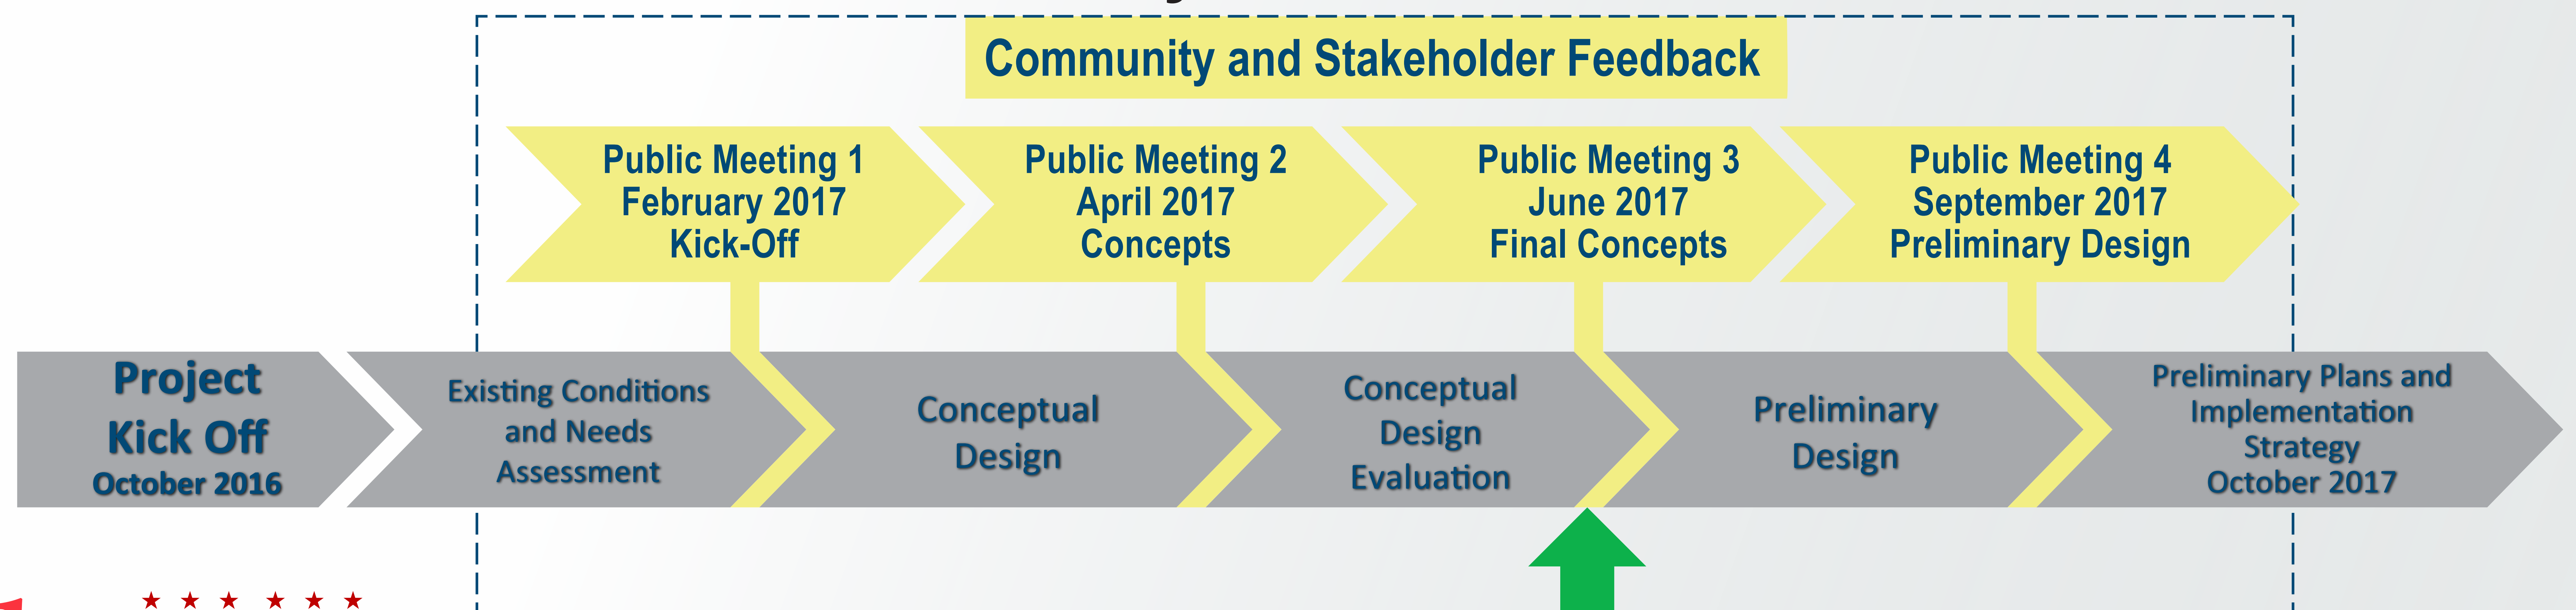 Community and Stakeholder Feedback
Public Meeting 1
February 2017
Kick-Off
Public Meeting 2
April 2017
Concepts
Public Meeting 3
June 2017
Final Concepts
Public Meeting 4
September 2017
Preliminary Design
Project
Kick Off
October 2016
Existing Conditions
and Needs
Assessment
Conceptual
Design
Conceptual
Design
Evaluation
Preliminary
Design
Preliminary Plans and
Implementation
Strategy
October 2017